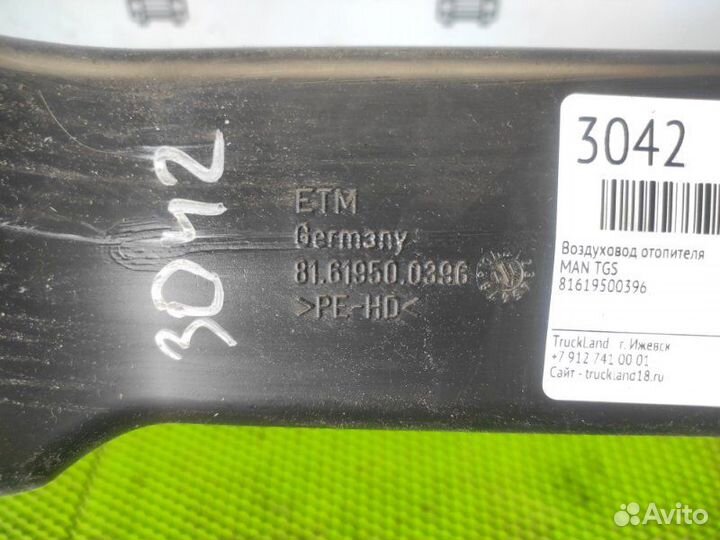 3042
ETM
Germany
81.61950.0396
>PE-HD<
3042
Воздуховод отопителя
MAN TGS
81619500396
TruckLand г. Ижевск
+7 912 741 00 01
Сайт - truckland18.ru
Avito